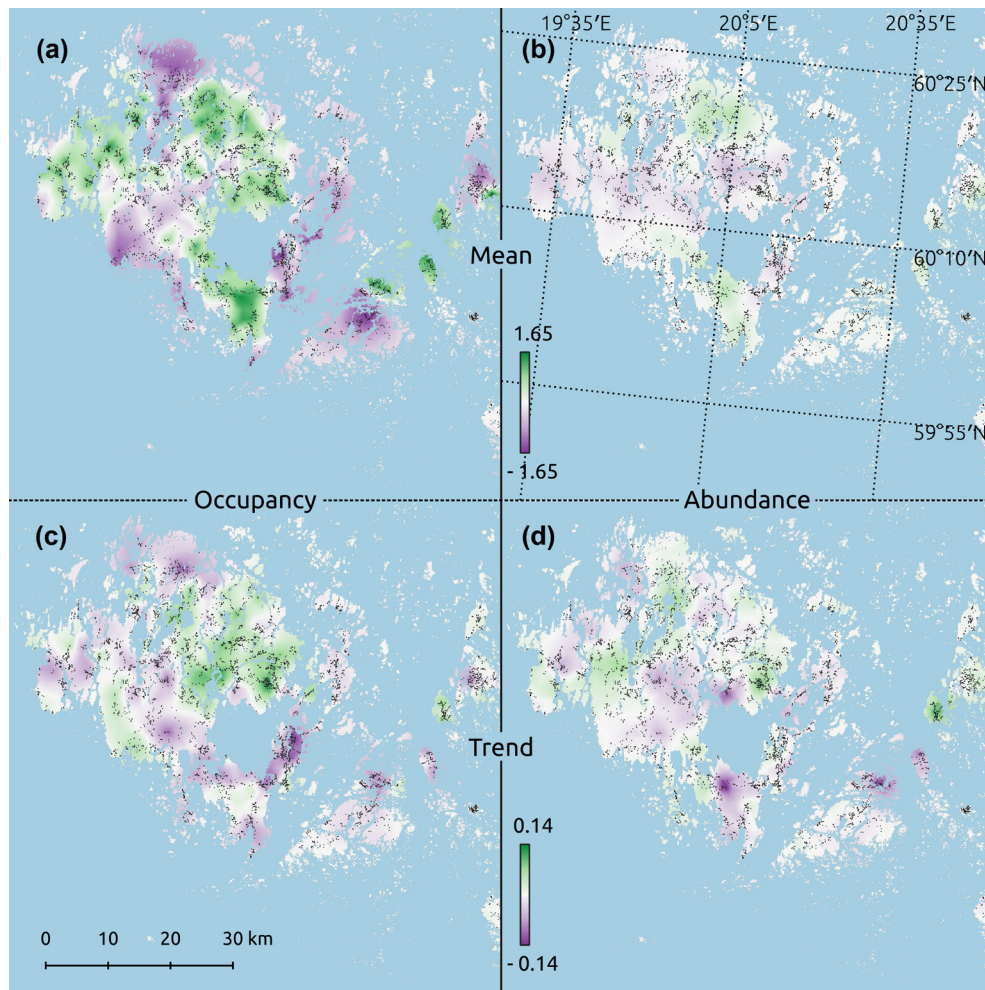 (a)
(b)
19°35′E
20°5′E
20°35′E
60°25′N
Mean
60°10′N
1.65
59°55′N
- 1.65
Occupancy
Abundance
(c)
(d)
Trend
0.14
0 10 20 30 km
- 0.14